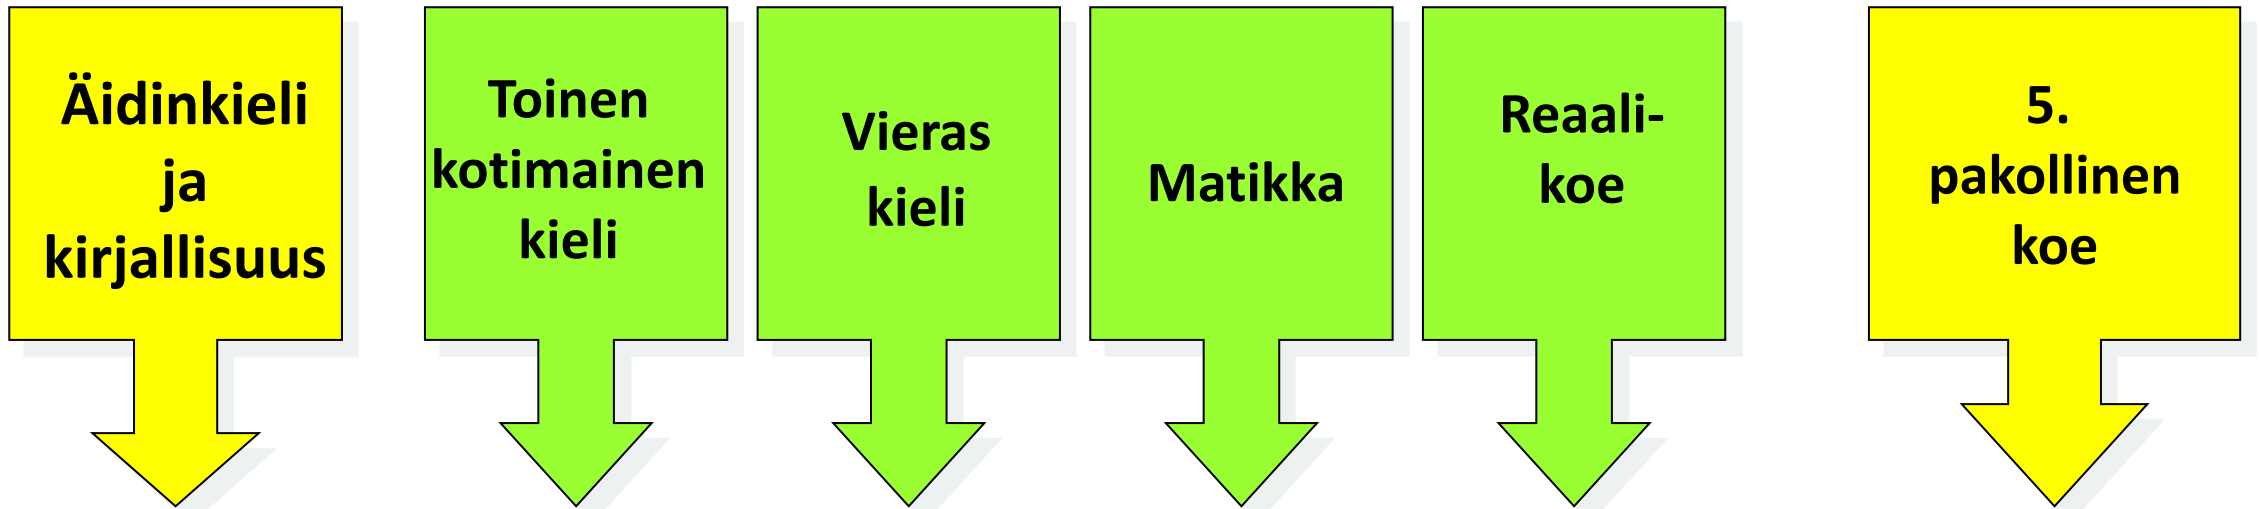 Äidinkieli
ja
kirjallisuus
Toinen
kotimainen
kieli
Vieras
kieli
Matikka
Reaali-
koe
5.
pakollinen
koe